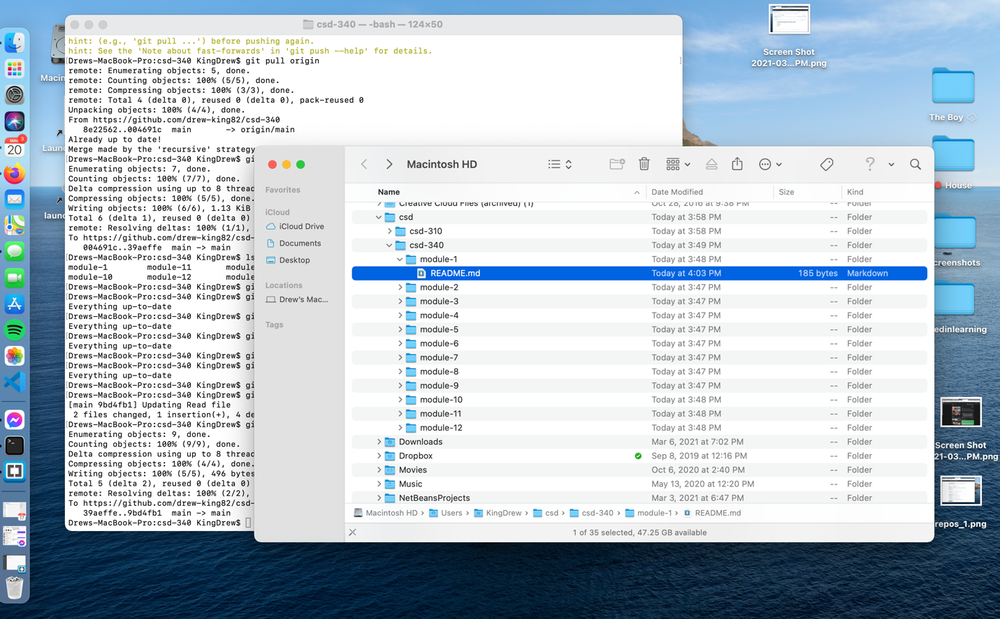 csd-340 — -bash — 124×50
hint: (e.g., 'git pull ...') before pushing again.
hint: See the 'Note about fast-forwards' in 'git push --help' for details.
[Drews-MacBook-Pro:csd-340 KingDrew$ git pull origin ]
remote: Enumerating objects: 5, done.
remote: Counting objects: 100% (5/5), done.
remote: Compressing objects: 100% (3/3), done.
remote: Total 4 (delta 0), reused 0 (delta 0), pack-reused 0
Unpacking objects: 100% (4/4), done.
From https://github.com/drew-king82/csd-340
8e22562..004691c main -> origin/main
Already up to date!
Merge made by the 'recursive' strategy
[Drews-MacBook-Pro:csd-340 KingDrew$ gi
Enumerating objects: 7, done.
Counting objects: 100% (7/7), done.
Delta compression using up to 8 thread
Compressing objects: 100% (5/5), done.
Writing objects: 100% (6/6), 1.13 KiB
Total 6 (delta 1), reused 0 (delta 0)
remote: Resolving deltas: 100% (1/1),
To https://github.com/drew-king82/csd-
004691c..39aeffe main -> main
[Drews-MacBook-Pro:csd-340 KingDrew$ ls
module-1 module-11 module
module-10 module-12 module
[Drews-MacBook-Pro:csd-340 KingDrew$ gi
[Drews-MacBook-Pro:csd-340 KingDrew$ gi
Everything up-to-date
[Drews-MacBook-Pro:csd-340 KingDrew$ gi
Everything up-to-date
[Drews-MacBook-Pro:csd-340 KingDrew$ gi
Everything up-to-date
[Drews-MacBook-Pro:csd-340 KingDrew$ gi
[Drews-MacBook-Pro:csd-340 KingDrew$ gi
Everything up-to-date
[Drews-MacBook-Pro:csd-340 KingDrew$ gi
[Drews-MacBook-Pro:csd-340 KingDrew$ gi
[main 9bd4fb1] Updating Read file
2 files changed, 1 insertion(+), 4 de
[Drews-MacBook-Pro:csd-340 KingDrew$ gi
Enumerating objects: 9, done.
Counting objects: 100% (9/9), done.
Delta compression using up to 8 thread
Compressing objects: 100% (4/4), done.
Writing objects: 100% (5/5), 496 bytes
Total 5 (delta 2), reused 0 (delta 0)
remote: Resolving deltas: 100% (2/2),
To https://github.com/drew-king82/csd-
39aeffe..9bd4fb1 main -> main
Drews-MacBook-Pro:csd-340 KingDrew$
Macintosh HD
Favorites
iCloud
iCloud Drive
Documents
Desktop
Locations
Drew's Mac...
Tags
Name Date Modified Size Kind
Creative Cloud Files (archived) (1) Oct 28, 2016 at 9:38 PM -- Folder
csd Today at 3:58 PM -- Folder
csd-310 Today at 3:58 PM -- Folder
csd-340 Today at 3:49 PM -- Folder
module-1 Today at 3:48 PM -- Folder
README.md Today at 4:03 PM 185 bytes Markdown
module-2 Today at 3:47 PM -- Folder
module-3 Today at 3:47 PM -- Folder
module-4 Today at 3:47 PM -- Folder
module-5 Today at 3:47 PM -- Folder
module-6 Today at 3:47 PM -- Folder
module-7 Today at 3:47 PM -- Folder
module-8 Today at 3:47 PM -- Folder
module-9 Today at 3:47 PM -- Folder
module-10 Today at 3:48 PM -- Folder
module-11 Today at 3:48 PM -- Folder
module-12 Today at 3:48 PM -- Folder
Downloads Mar 6, 2021 at 7:02 PM -- Folder
Dropbox Sep 8, 2019 at 12:16 PM -- Folder
Movies Oct 6, 2020 at 2:40 PM -- Folder
Music May 13, 2020 at 12:20 PM -- Folder
NetBeansProjects Mar 3, 2021 at 6:47 PM -- Folder
Macintosh HD › Users › KingDrew › csd › csd-340 › module-1 › README.md
1 of 35 selected, 47.25 GB available
Macin
Laun
laun
MAR
3
20
17
Screen Shot
2021-03...PM.png
The Boy
House
creenshots
edinlearning
Screen Shot
21-03...PM.png
repos_1.png